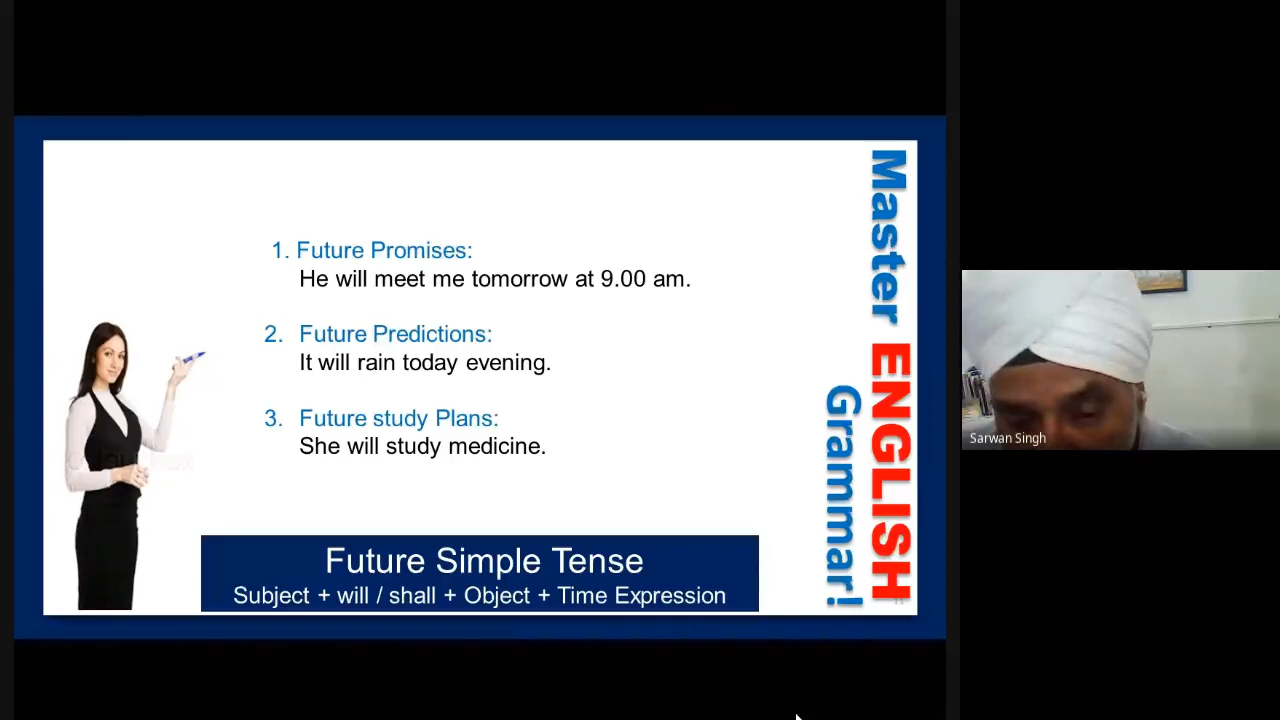 1. Future Promises:
He will meet me tomorrow at 9.00 am.
2. Future Predictions:
It will rain today evening.
3. Future study Plans:
She will study medicine.
Future Simple Tense
Subject + will / shall + Object + Time Expression
Master ENGLISH
Grammar!
Sarwan Singh